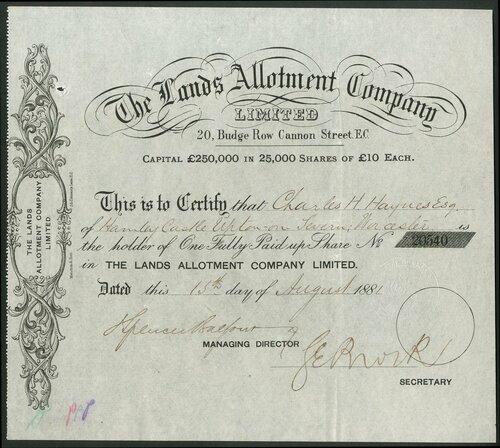 The Lands Allotment Company
LIMITED
20, Budge Row Cannon Street. E.C
CAPITAL £250,000 IN 25,000 SHARES OF £10 EACH.
This is to Certify that Charles H. Haynes Esq
of Hanley Castle Upton on Severn, Worcester is
the holder of One Fully Paid up Share No 20540
in THE LANDS ALLOTMENT COMPANY LIMITED.
Dated this 15th day of August 1881
J Spencer Balfour
MANAGING DIRECTOR
SECRETARY
THE LANDS
ALLOTMENT COMPANY
LIMITED.